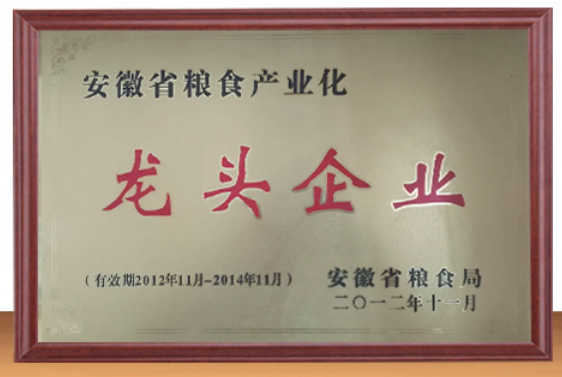 安徽省粮食产业化
龙头企业
（有效期2012年11月-2014年11月）
安徽省粮食局
二〇一二年十一月